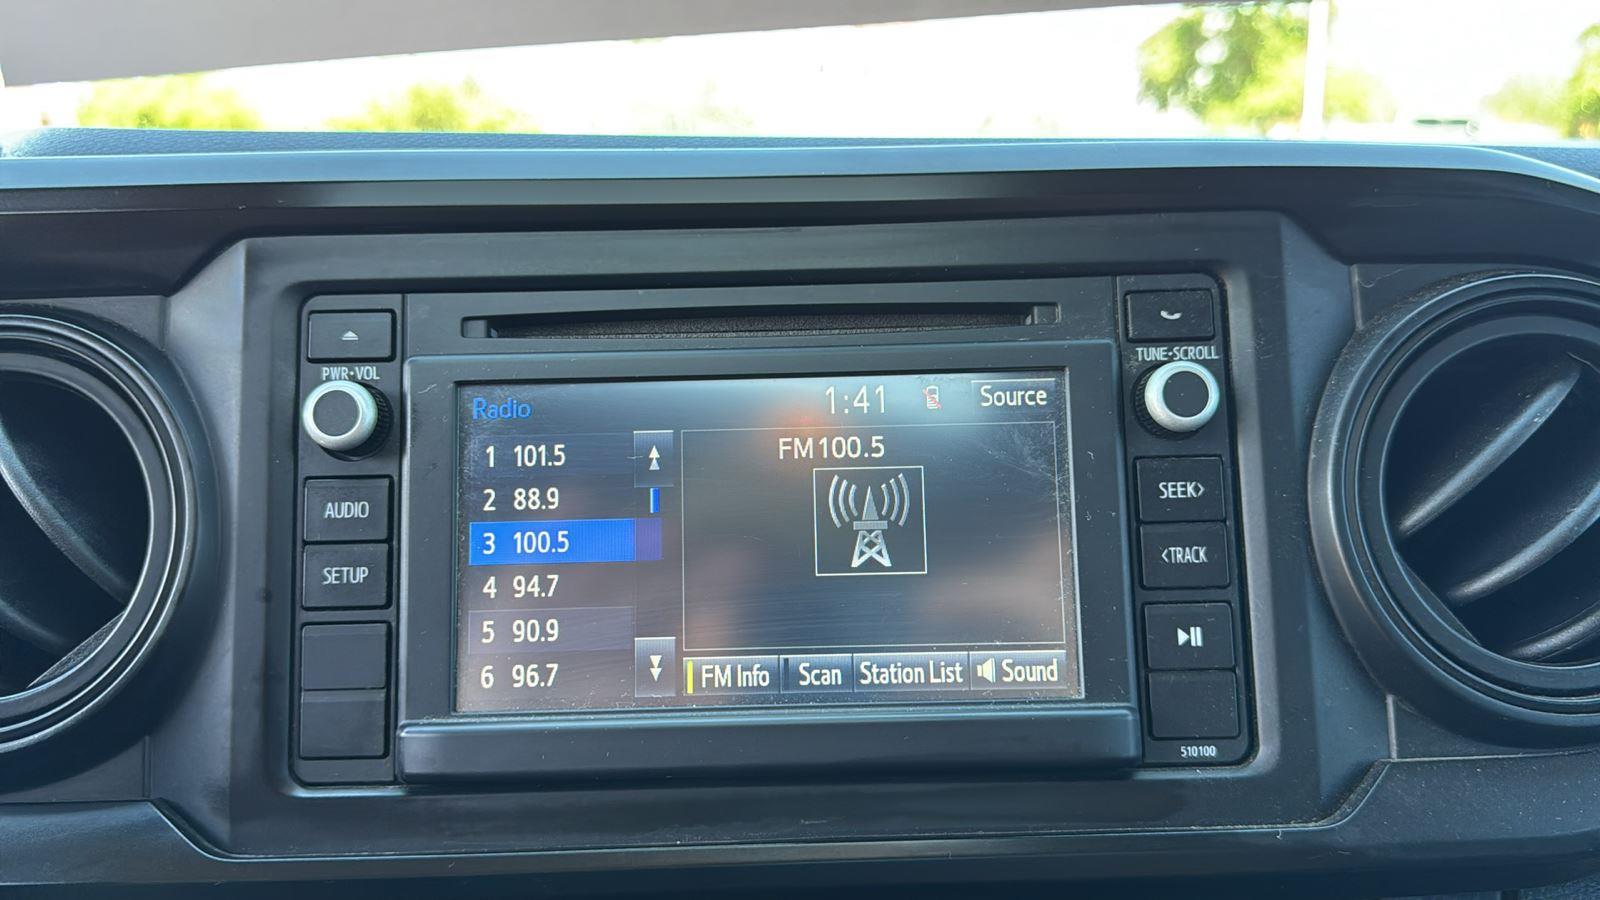 PWR•VOL
AUDIO
SETUP
Radio
1:41
Source
1 101.5
2 88.9
3 100.5
4 94.7
5 90.9
6 96.7
FM100.5
FM Info
Scan
Station List
Sound
TUNE•SCROLL
SEEK>
<TRACK
510100